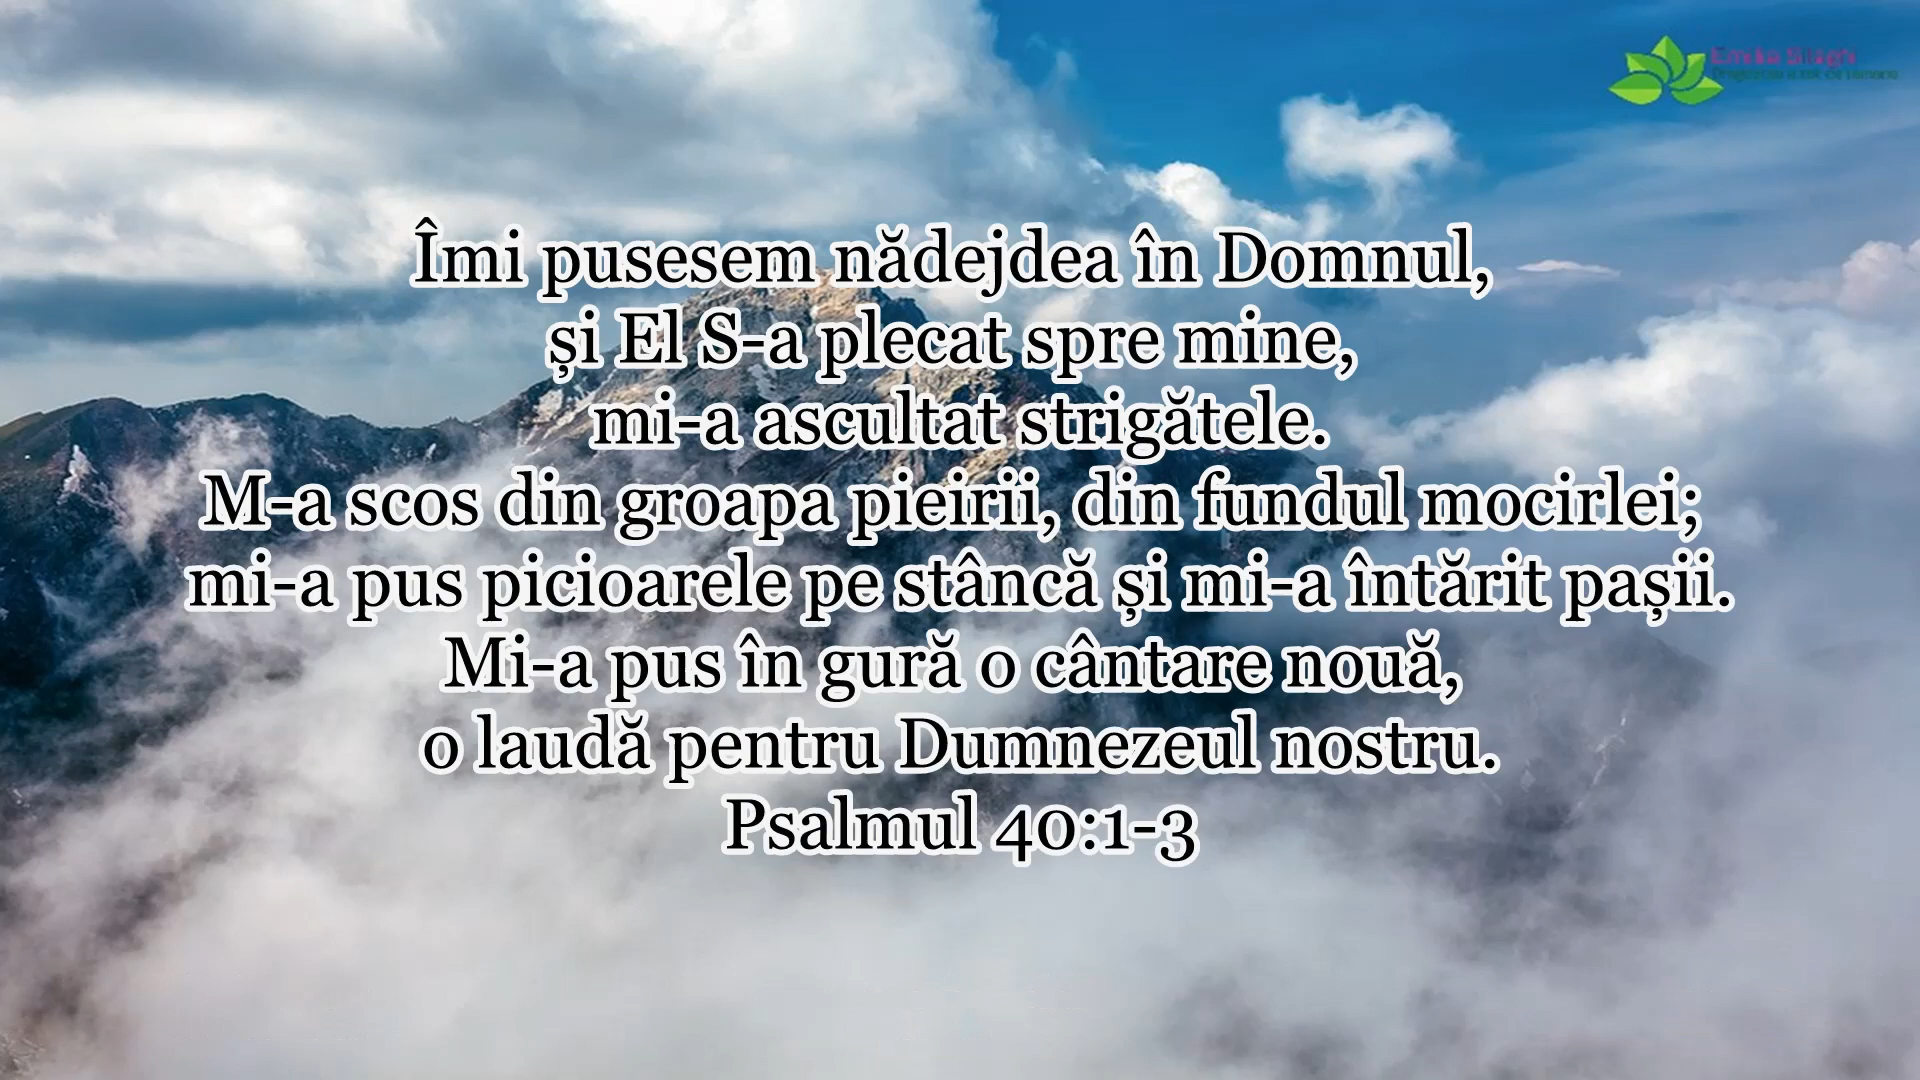 Îmi pusesem nădejdea în Domnul,
și El S-a plecat spre mine,
mi-a ascultat strigătele.
M-a scos din groapa pieirii, din fundul mocirlei;
mi-a pus picioarele pe stâncă și mi-a întărit pașii.
Mi-a pus în gură o cântare nouă,
o laudă pentru Dumnezeul nostru.
Psalmul 40:1-3